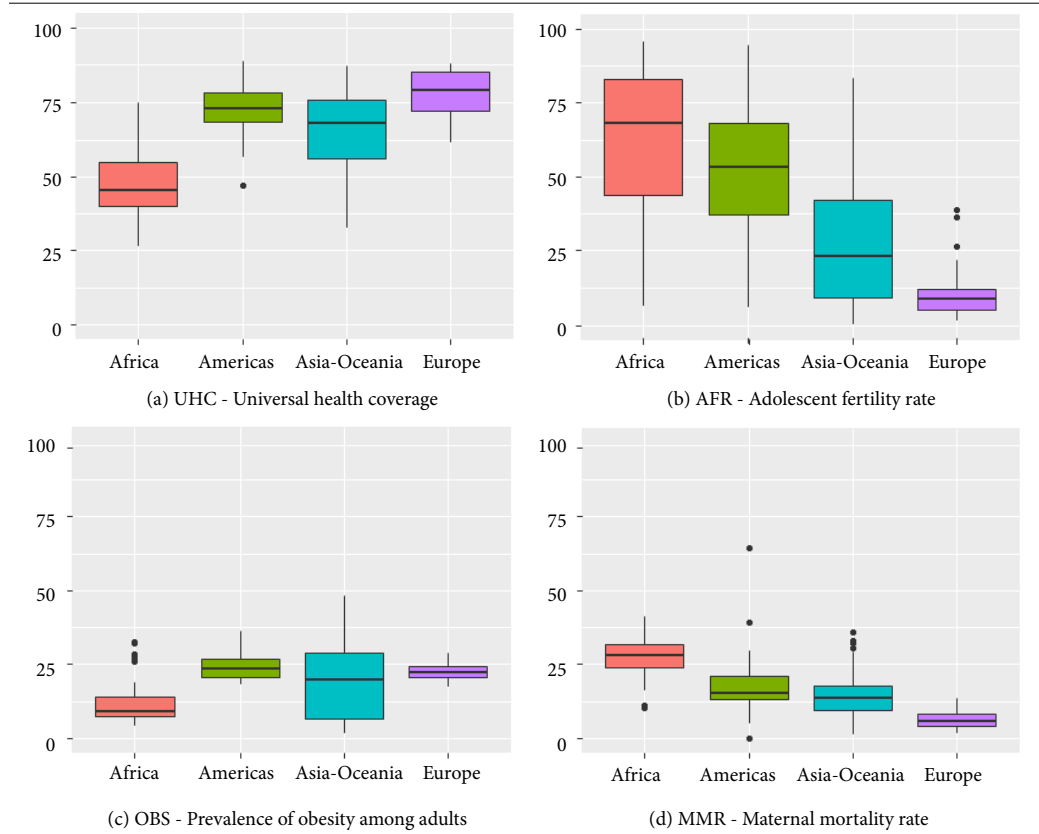 100
75
50
25
0
Africa Americas Asia-Oceania Europe
(a) UHC - Universal health coverage
100
75
50
25
0
Africa Americas Asia-Oceania Europe
(b) AFR - Adolescent fertility rate
100
75
50
25
0
Africa Americas Asia-Oceania Europe
(c) OBS - Prevalence of obesity among adults
100
75
50
25
0
Africa Americas Asia-Oceania Europe
(d) MMR - Maternal mortality rate